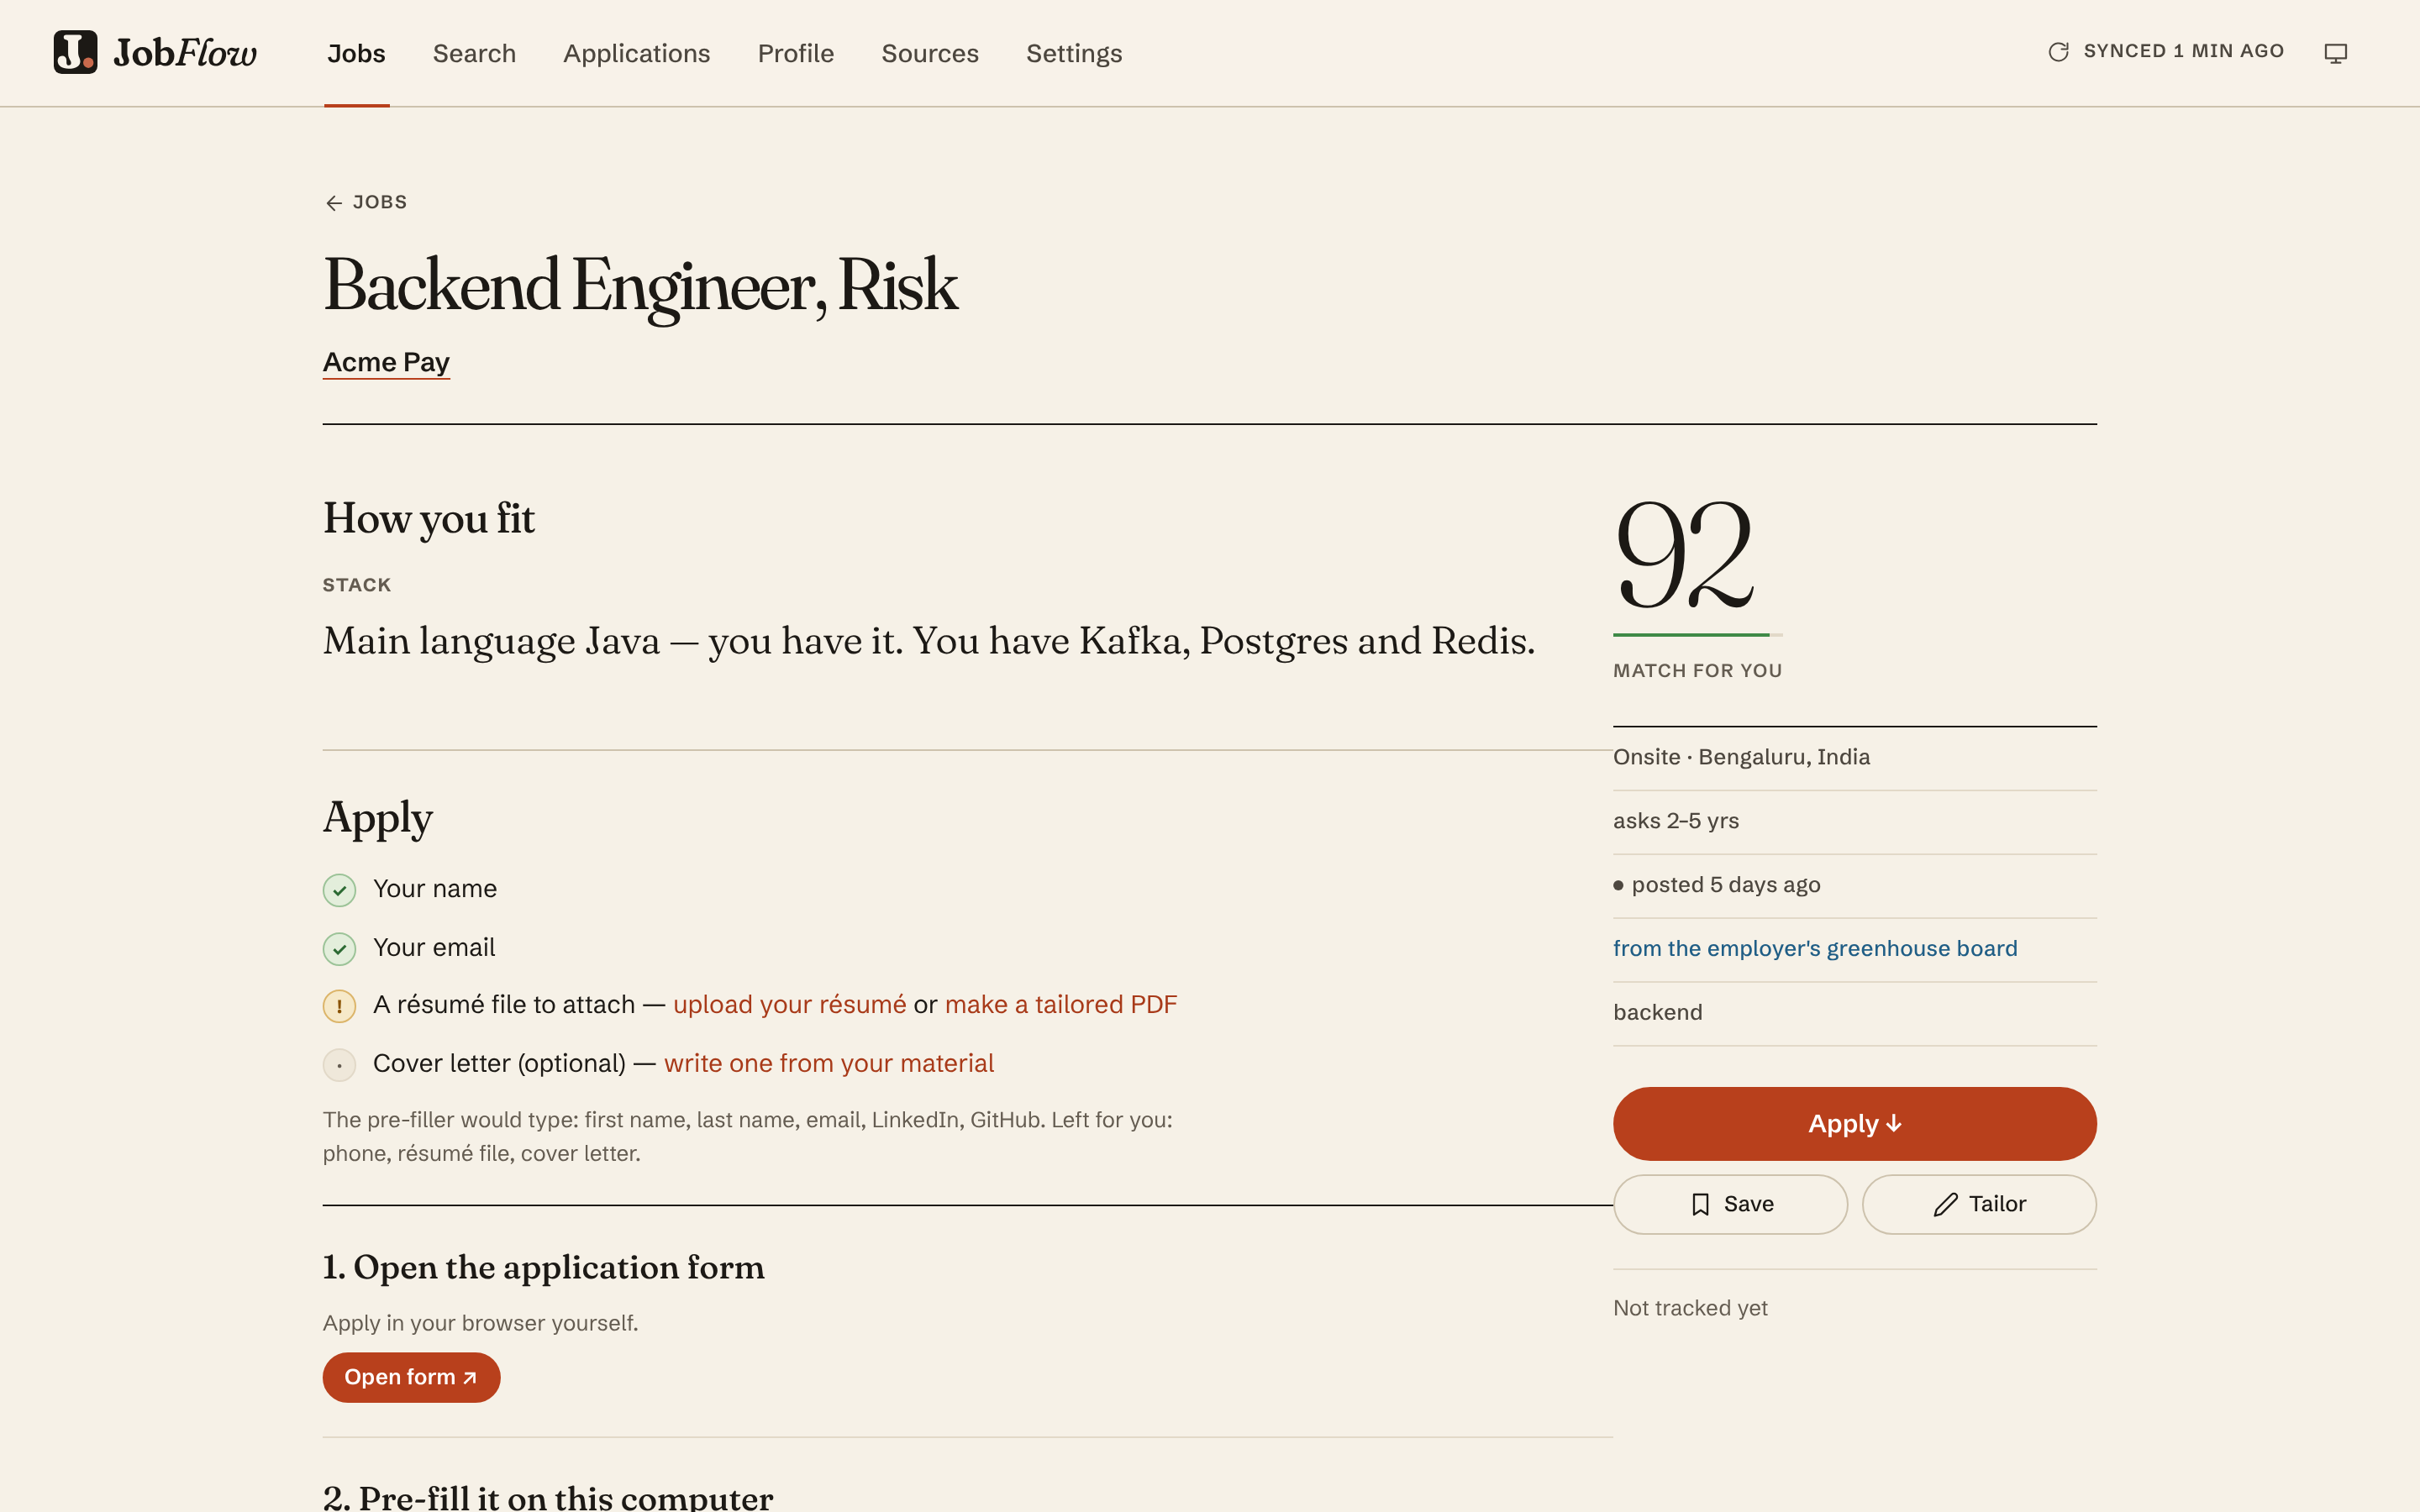 J. JobFlow
Jobs Search Applications Profile Sources Settings
SYNCED 1 MIN AGO
← JOBS
Backend Engineer, Risk
Acme Pay
How you fit
STACK
Main language Java — you have it. You have Kafka, Postgres and Redis.
Apply
Your name
Your email
! A résumé file to attach — upload your résumé or make a tailored PDF
Cover letter (optional) — write one from your material
The pre-filler would type: first name, last name, email, LinkedIn, GitHub. Left for you:
phone, résumé file, cover letter.
1. Open the application form
Apply in your browser yourself.
Open form ↗
2. Pre-fill it on this computer
92
MATCH FOR YOU
Onsite · Bengaluru, India
asks 2–5 yrs
• posted 5 days ago
from the employer's greenhouse board
backend
Apply ↓
Save
Tailor
Not tracked yet